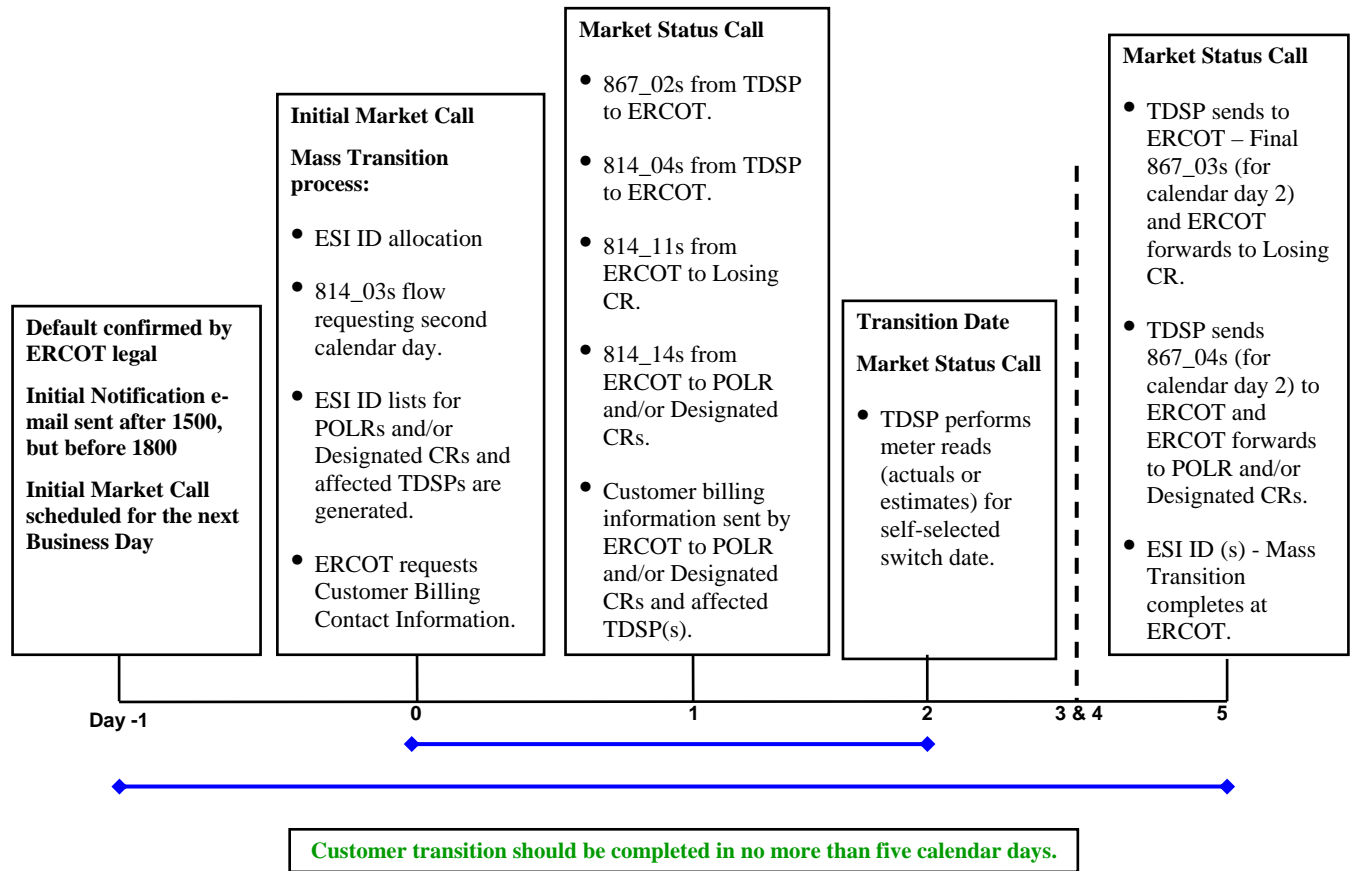 Default confirmed by
ERCOT legal
Initial Notification e-
mail sent after 1500,
but before 1800
Initial Market Call
scheduled for the next
Business Day
Initial Market Call
Mass Transition
process:
• ESI ID allocation
• 814_03s flow
requesting second
calendar day.
• ESI ID lists for
POLRs and/or
Designated CRs and
affected TDSPs are
generated.
• ERCOT requests
Customer Billing
Contact Information.
Market Status Call
• 867_02s from TDSP
to ERCOT.
• 814_04s from TDSP
to ERCOT.
• 814_11s from
ERCOT to Losing
CR.
• 814_14s from
ERCOT to POLR
and/or Designated
CRs.
• Customer billing
information sent by
ERCOT to POLR
and/or Designated
CRs and affected
TDSP(s).
Transition Date
Market Status Call
• TDSP performs
meter reads
(actuals or
estimates) for
self-selected
switch date.
Market Status Call
• TDSP sends to
ERCOT – Final
867_03s (for
calendar day 2)
and ERCOT
forwards to Losing
CR.
• TDSP sends
867_04s (for
calendar day 2) to
ERCOT and
ERCOT forwards
to POLR and/or
Designated CRs.
• ESI ID (s) - Mass
Transition
completes at
ERCOT.
Day -1
0
1
2
3 & 4
5
Customer transition should be completed in no more than five calendar days.